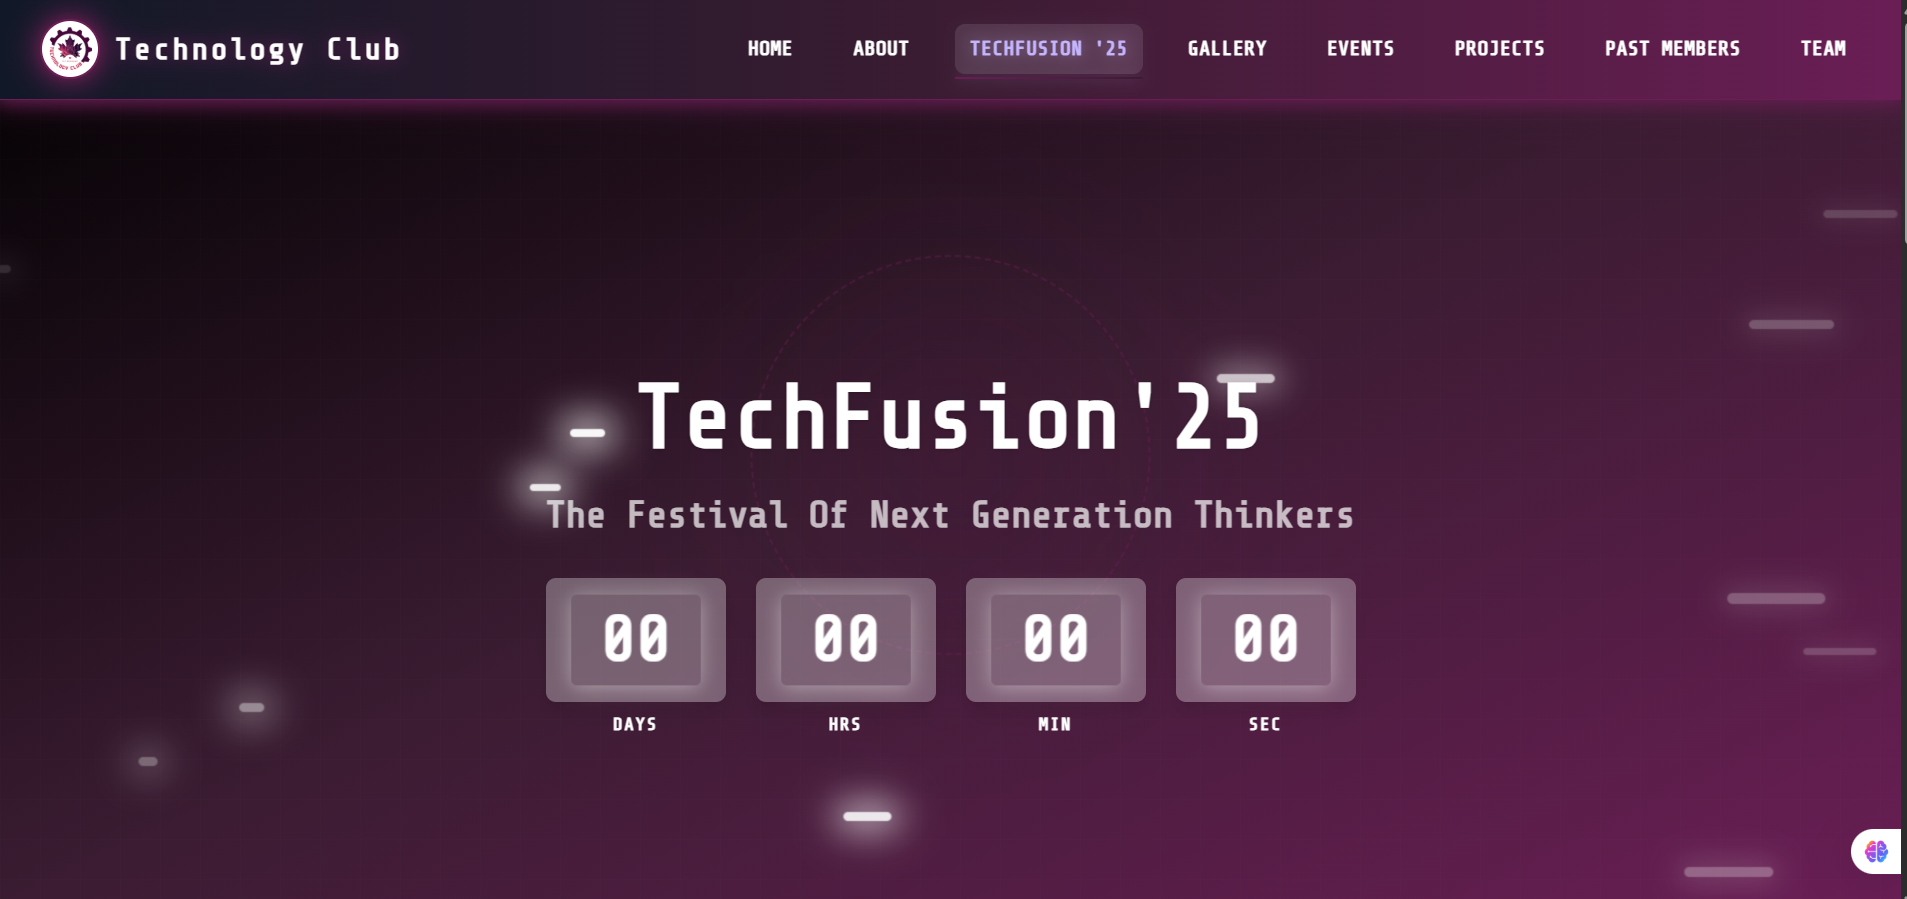 Technology Club
HOME ABOUT TECHFUSION '25 GALLERY EVENTS PROJECTS PAST MEMBERS TEAM
TechFusion'25
The Festival Of Next Generation Thinkers
00 00 00 00
DAYS HRS MIN SEC